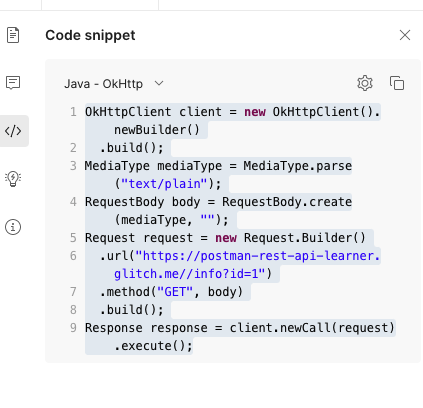 Code snippet
Java - OkHttp
1 OkHttpClient client = new OkHttpClient().
newBuilder()
2 .build();
3 MediaType mediaType = MediaType.parse
("text/plain");
4 RequestBody body = RequestBody.create
(mediaType, "");
5 Request request = new Request.Builder()
6 .url("https://postman-rest-api-learner.
glitch.me//info?id=1")
7 .method("GET", body)
8 .build();
9 Response response = client.newCall(request)
.execute();